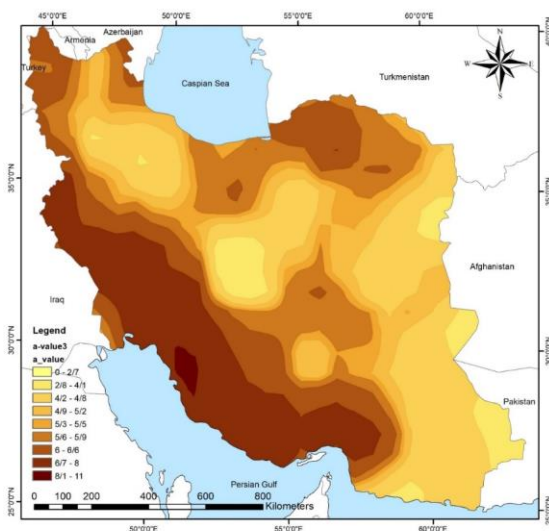 45°0'0"E
50°0'0"E
55°0'0"E
60°0'0"E
Armenia
Azerbaijan
Turkey
Caspian Sea
Turkmenistan
N
W
E
S
35°0'0"N
35°0'0"N
Afghanistan
Iraq
30°0'0"N
Legend
a-value3
a_value
0 - 2/7
2/8 - 4/1
4/2 - 4/8
4/9 - 5/2
5/3 - 5/5
5/6 - 5/9
6 - 6/6
6/7 - 8
8/1 - 11
Pakistan
Persian Gulf
0 100 200 400 600 800
Kilometers
25°0'0"N
50°0'0"E
55°0'0"E
60°0'0"E